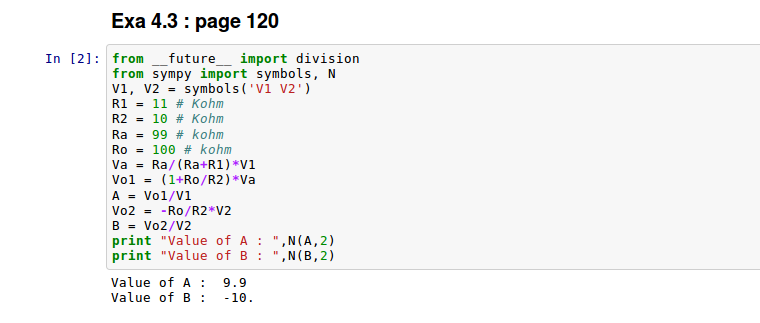 Exa 4.3 : page 120
In [2]: from __future__ import division
from sympy import symbols, N
V1, V2 = symbols('V1 V2')
R1 = 11 # Kohm
R2 = 10 # Kohm
Ra = 99 # kohm
Ro = 100 # kohm
Va = Ra/(Ra+R1)*V1
Vo1 = (1+Ro/R2)*Va
A = Vo1/V1
Vo2 = -Ro/R2*V2
B = Vo2/V2
print "Value of A : ",N(A,2)
print "Value of B : ",N(B,2)
Value of A :  9.9
Value of B :  -10.